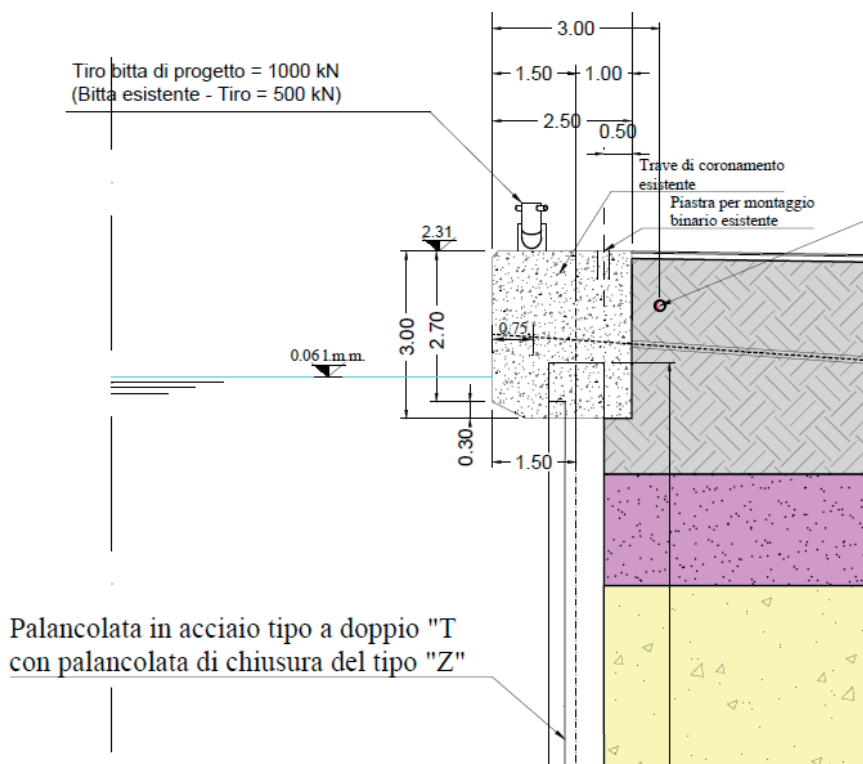 3.00
Tiro bitta di progetto = 1000 kN
(Bitta esistente - Tiro = 500 kN)
1.50
1.00
2.50
0.50
Trave di coronamento
esistente
Piastra per montaggio
binario esistente
2.31
3.00
2.70
0.75
0.06 l.m.m.
0.30
1.50
Palancolata in acciaio tipo a doppio "T
con palancolata di chiusura del tipo "Z"